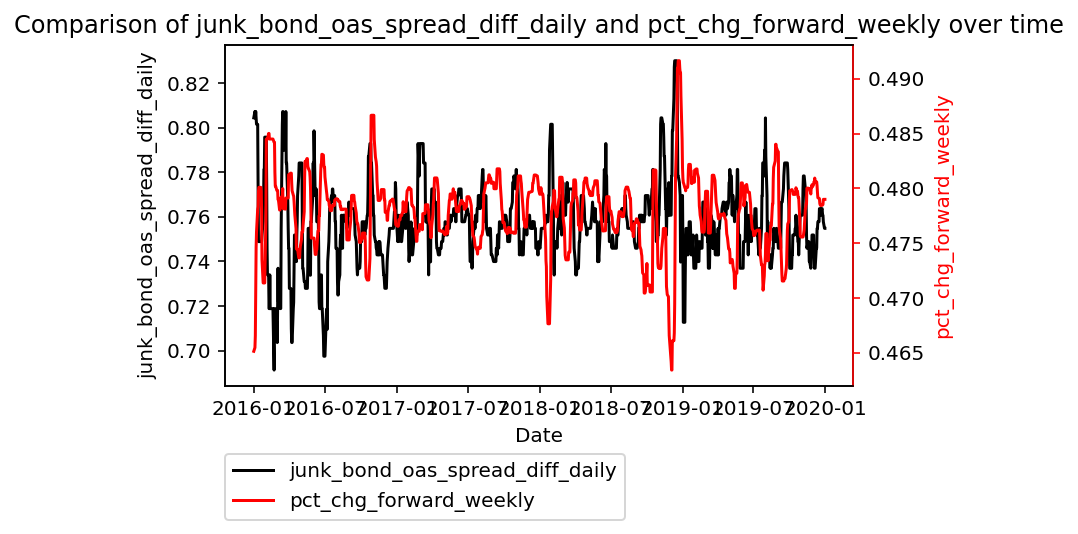 Comparison of junk_bond_oas_spread_diff_daily and pct_chg_forward_weekly over time
junk_bond_oas_spread_diff_daily
0.82
0.80
0.78
0.76
0.74
0.72
0.70
0.490
0.485
0.480
0.475
0.470
0.465
pct_chg_forward_weekly
2016-01 2016-07 2017-01 2017-07 2018-01 2018-07 2019-01 2019-07 2020-01
Date
junk_bond_oas_spread_diff_daily
pct_chg_forward_weekly